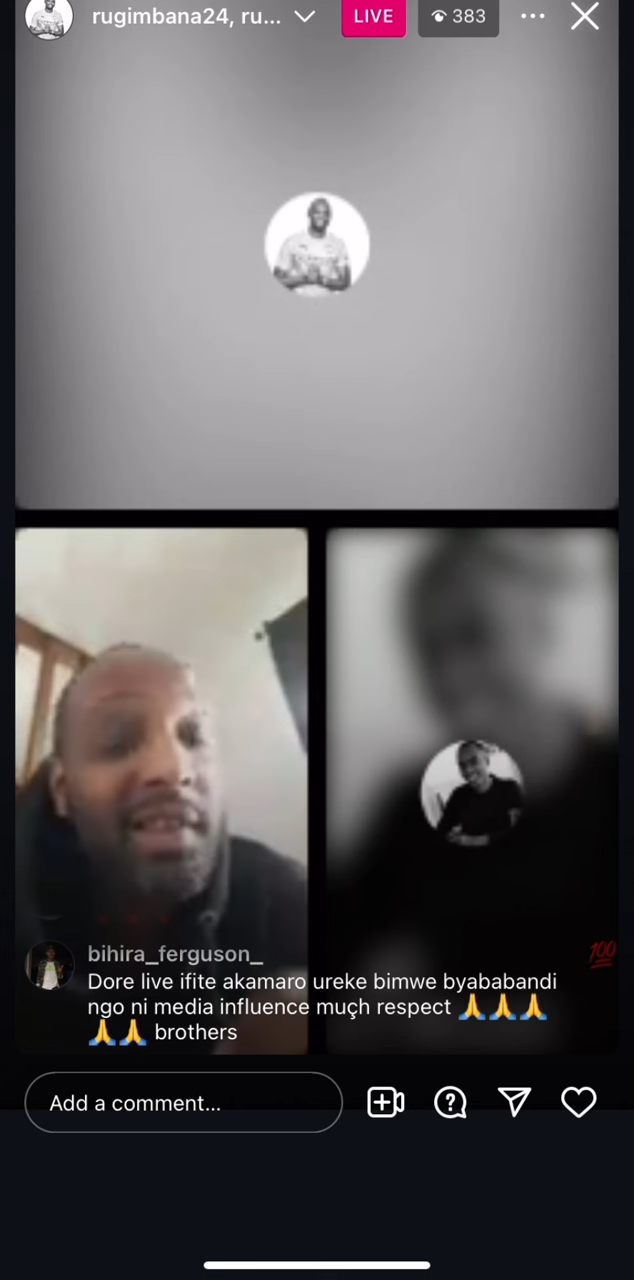 rugimbana24, ru...
LIVE
383
bihira_ferguson_
Dore live ifite akamaro ureke bimwe byababandi
ngo ni media influence muçh respect 🙏🙏🙏
🙏🙏 brothers
💯
Add a comment...